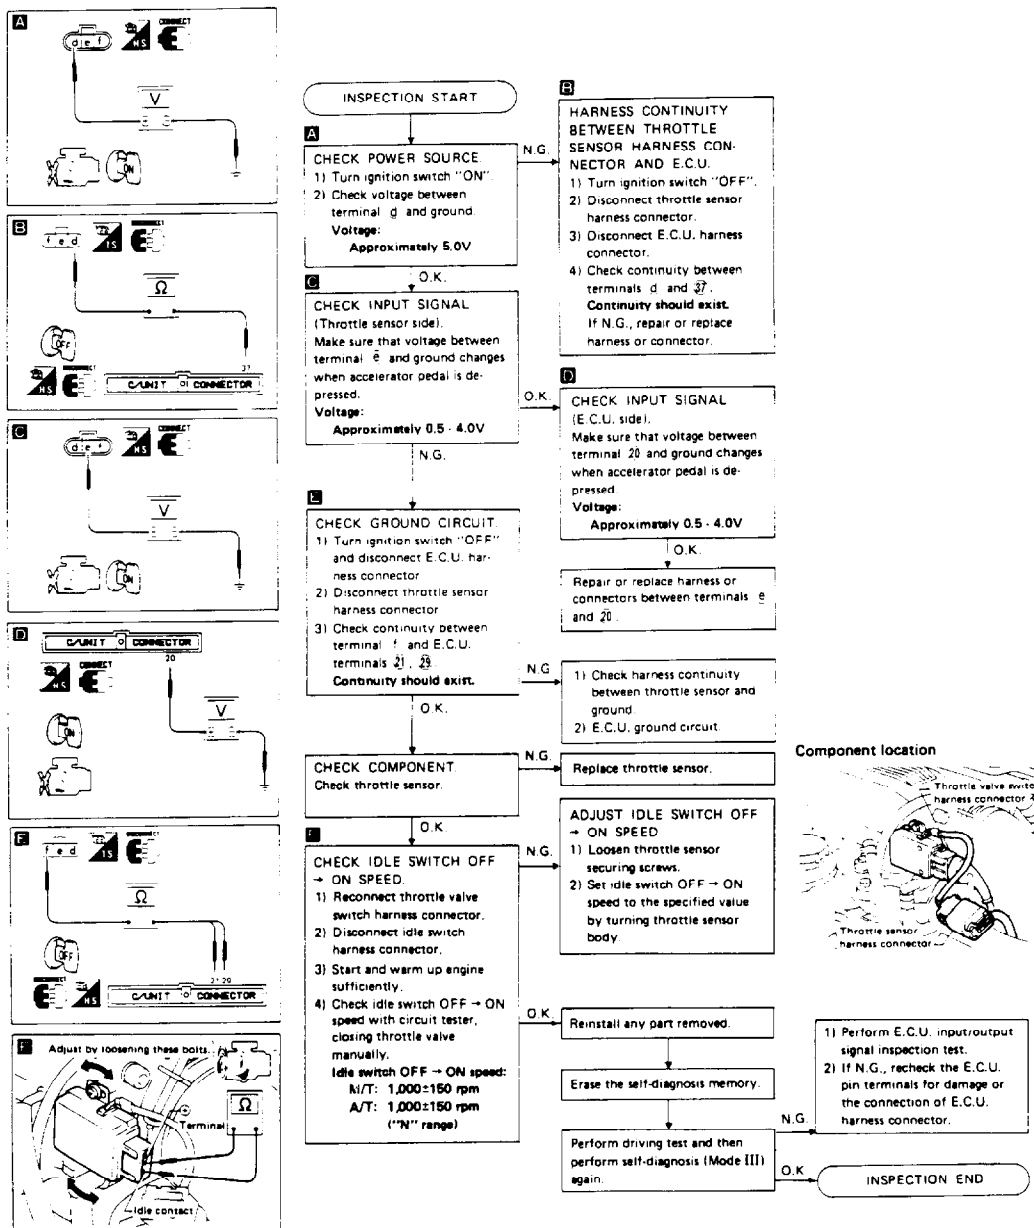 A
CONNECT
d e f
H.S.
V
ON
B
f e d
T.S.
DISCONNECT
Ω
OFF
37
DISCONNECT
H.S.
C/UNIT CONNECTOR
C
CONNECT
d e f
H.S.
V
ON
D
C/UNIT CONNECTOR
20
CONNECT
H.S.
V
ON
E
f e d
T.S.
DISCONNECT
Ω
OFF
21 29
DISCONNECT
H.S.
C/UNIT CONNECTOR
F
Adjust by loosening these bolts.
Ω
Terminal
Idle contact
INSPECTION START
A
CHECK POWER SOURCE.
1) Turn ignition switch "ON".
2) Check voltage between
terminal d and ground.
Voltage:
Approximately 5.0V
N.G.
O.K.
B
HARNESS CONTINUITY
BETWEEN THROTTLE
SENSOR HARNESS CON-
NECTOR AND E.C.U.
1) Turn ignition switch "OFF".
2) Disconnect throttle sensor
harness connector.
3) Disconnect E.C.U. harness
connector.
4) Check continuity between
terminals d and 37.
Continuity should exist.
If N.G., repair or replace
harness or connector.
C
CHECK INPUT SIGNAL
(Throttle sensor side).
Make sure that voltage between
terminal e and ground changes
when accelerator pedal is de-
pressed.
Voltage:
Approximately 0.5 - 4.0V
O.K.
N.G.
D
CHECK INPUT SIGNAL
(E.C.U. side).
Make sure that voltage between
terminal 20 and ground changes
when accelerator pedal is de-
pressed.
Voltage:
Approximately 0.5 - 4.0V
O.K.
Repair or replace harness or
connectors between terminals e
and 20.
E
CHECK GROUND CIRCUIT.
1) Turn ignition switch "OFF"
and disconnect E.C.U. har-
ness connector
2) Disconnect throttle sensor
harness connector
3) Check continuity between
terminal f and E.C.U.
terminals 21, 29.
Continuity should exist.
N.G.
O.K.
1) Check harness continuity
between throttle sensor and
ground.
2) E.C.U. ground circuit.
CHECK COMPONENT.
Check throttle sensor.
N.G.
O.K.
Replace throttle sensor.
F
CHECK IDLE SWITCH OFF
→ ON SPEED.
1) Reconnect throttle valve
switch harness connector.
2) Disconnect idle switch
harness connector.
3) Start and warm up engine
sufficiently.
4) Check idle switch OFF → ON
speed with circuit tester,
closing throttle valve
manually.
Idle switch OFF → ON speed:
M/T: 1,000±150 rpm
A/T: 1,000±150 rpm
("N" range)
N.G.
ADJUST IDLE SWITCH OFF
→ ON SPEED
1) Loosen throttle sensor
securing screws.
2) Set idle switch OFF → ON
speed to the specified value
by turning throttle sensor
body.
O.K.
Reinstall any part removed.
Erase the self-diagnosis memory.
Perform driving test and then
perform self-diagnosis (Mode III)
again.
N.G.
1) Perform E.C.U. input/output
signal inspection test.
2) If N.G., recheck the E.C.U.
pin terminals for damage or
the connection of E.C.U.
harness connector.
O.K
INSPECTION END
Component location
Throttle valve switch
harness connector
Throttle sensor
harness connector